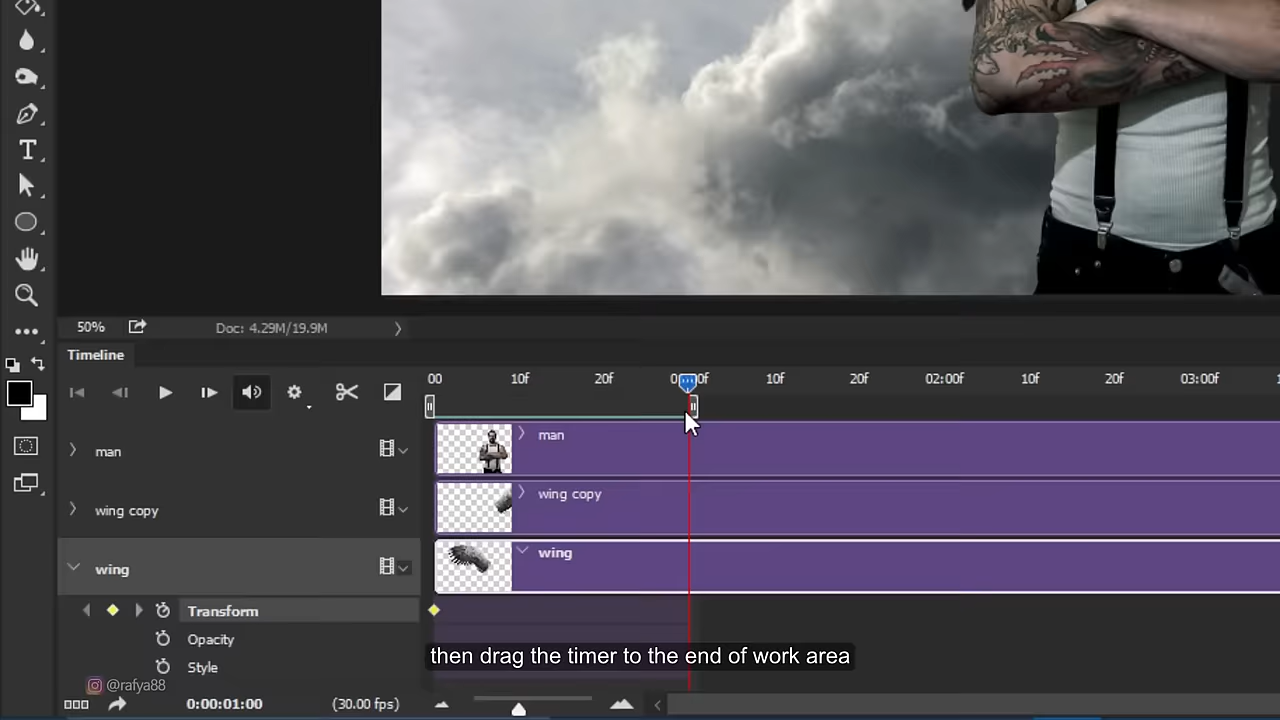 T
50%
Doc: 4.29M/19.9M
Timeline
00 10f 20f 0:00f 10f 20f 02:00f 10f 20f 03:00f
man
man
wing copy
wing copy
wing
wing
Transform
Opacity
then drag the timer to the end of work area
Style
@rafya88
0:00:01:00
(30.00 fps)